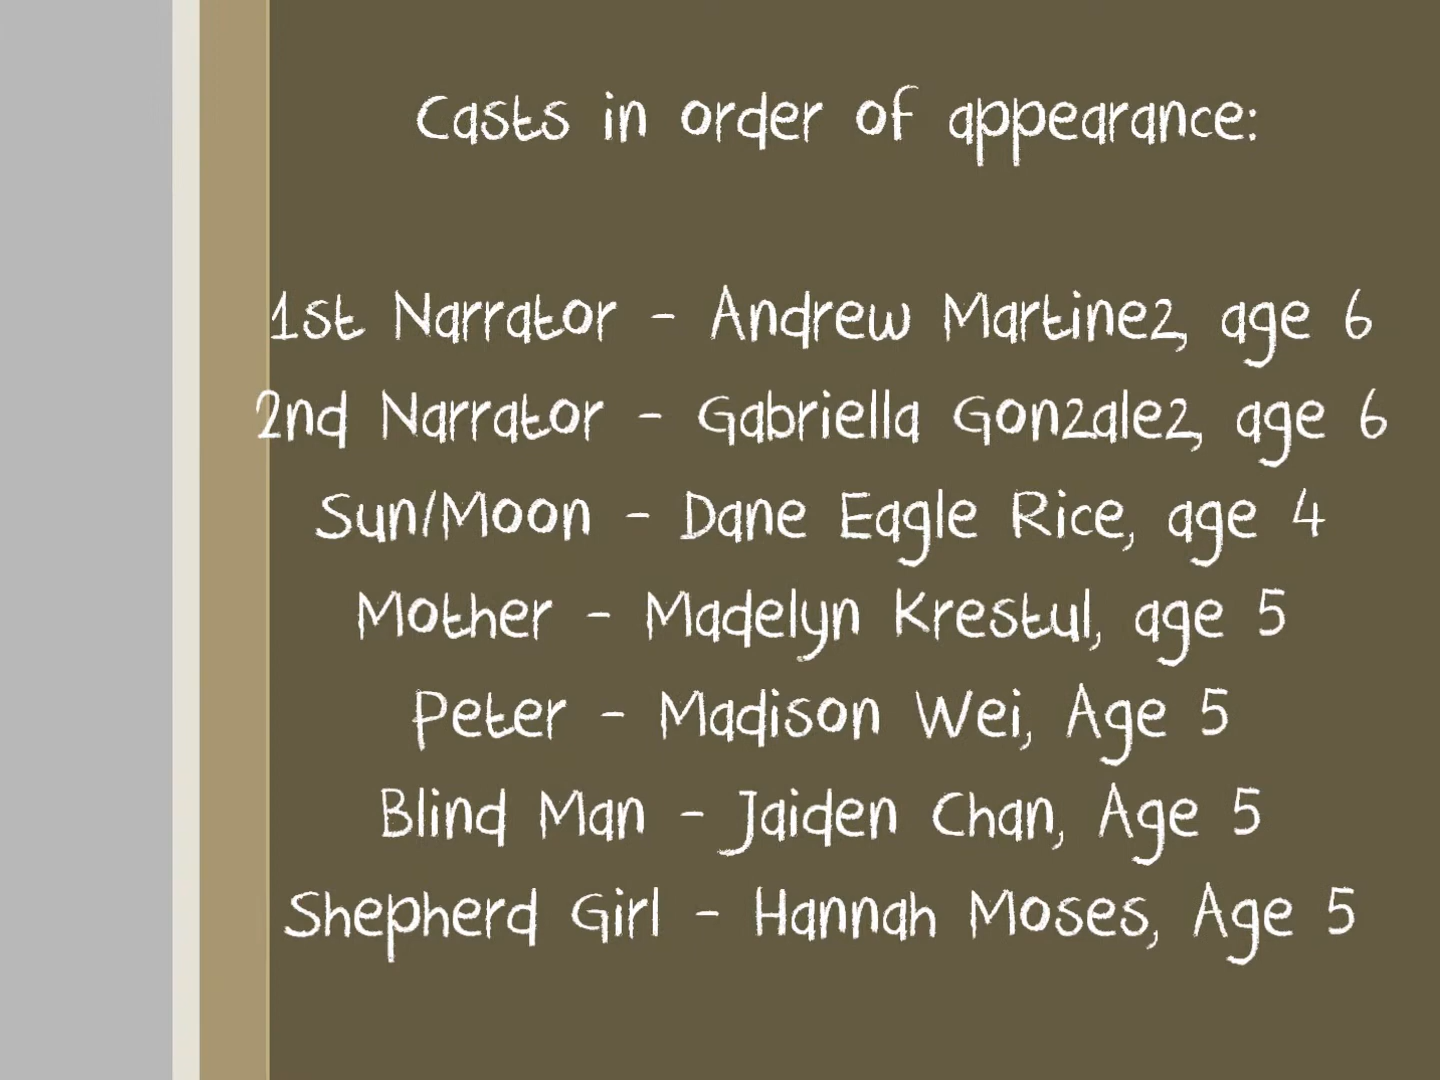 Casts in order of appearance:
1st Narrator - Andrew Martinez, age 6
2nd Narrator - Gabriella Gonzalez, age 6
Sun/Moon - Dane Eagle Rice, age 4
Mother - Madelyn Krestul, age 5
Peter - Madison Wei, Age 5
Blind Man - Jaiden Chan, Age 5
Shepherd Girl - Hannah Moses, Age 5